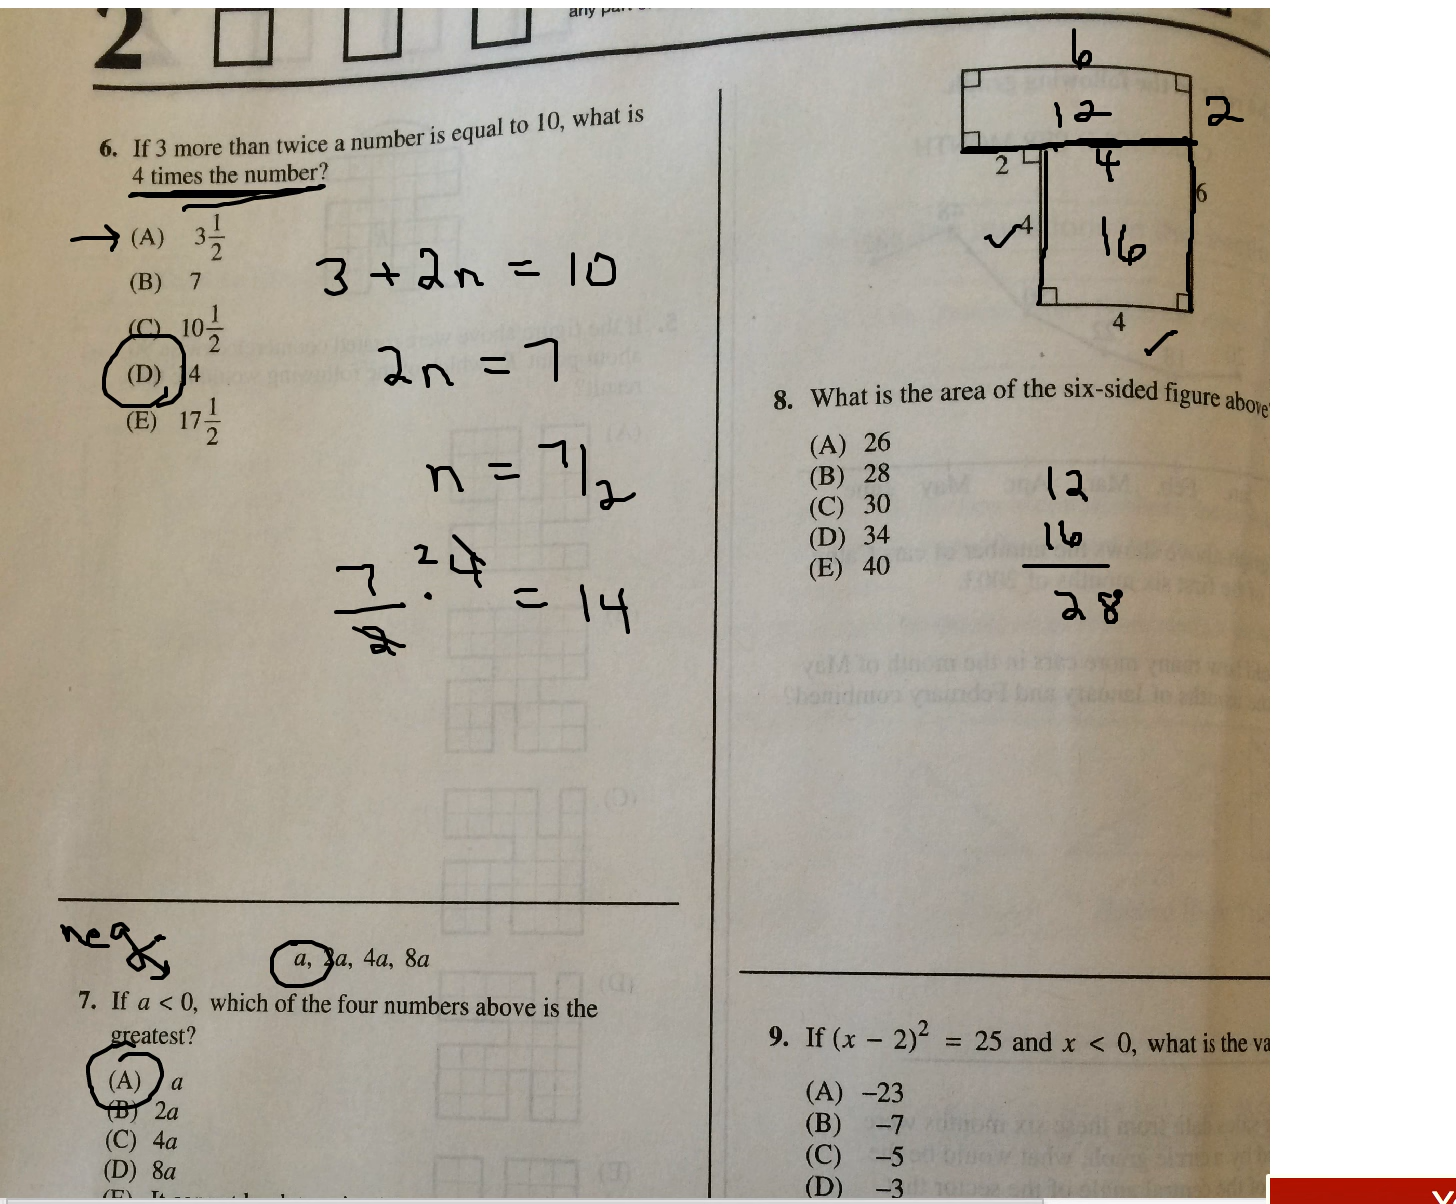 2
any part
6. If 3 more than twice a number is equal to 10, what is
4 times the number?
(A) 3 1/2
(B) 7
(C) 10 1/2
(D) 14
(E) 17 1/2
3 + 2n = 10
2n = 7
n = 7/2
7/2 · 4 2 = 14
neg
a, 2a, 4a, 8a
7. If a < 0, which of the four numbers above is the
greatest?
(A) a
(B) 2a
(C) 4a
(D) 8a
6
12
2
2
4
6
4
16
4
8. What is the area of the six-sided figure above
(A) 26
(B) 28
(C) 30
(D) 34
(E) 40
12
16
28
9. If (x − 2)² = 25 and x < 0, what is the va
(A) −23
(B) −7
(C) −5
(D) −3